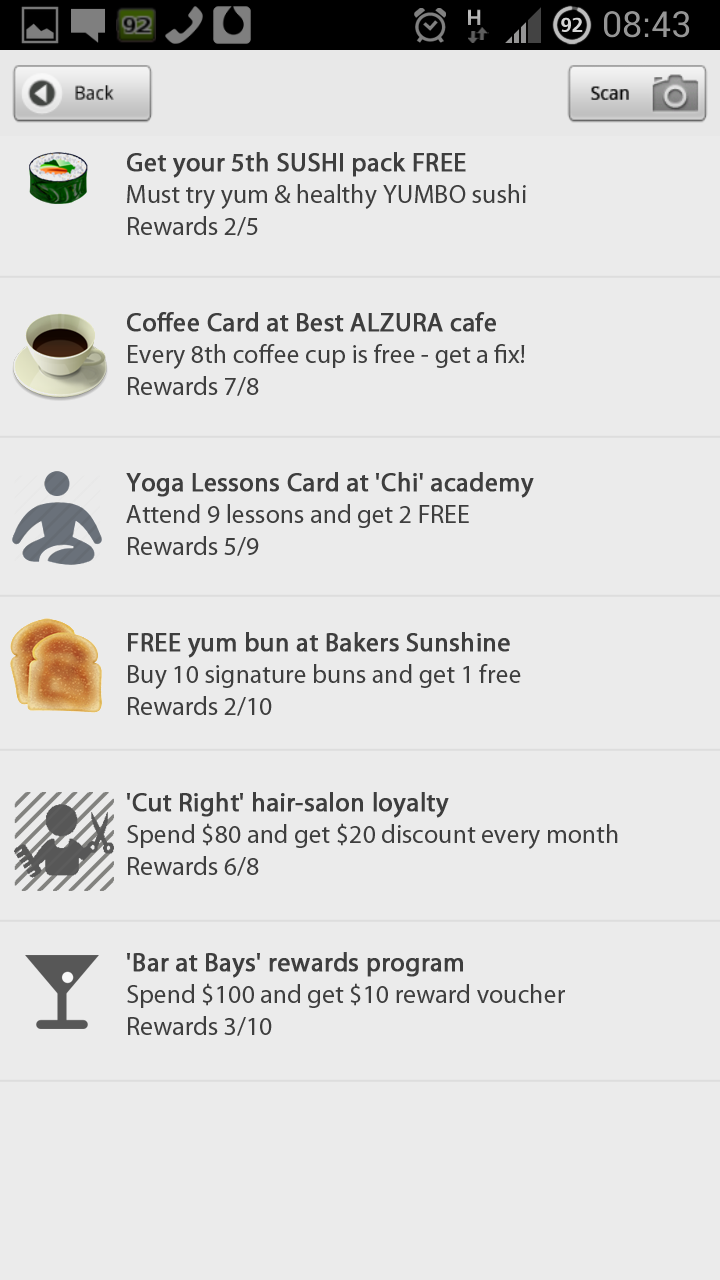 92 H 92 08:43
Back Scan
Get your 5th SUSHI pack FREE
Must try yum & healthy YUMBO sushi
Rewards 2/5
Coffee Card at Best ALZURA cafe
Every 8th coffee cup is free - get a fix!
Rewards 7/8
Yoga Lessons Card at 'Chi' academy
Attend 9 lessons and get 2 FREE
Rewards 5/9
FREE yum bun at Bakers Sunshine
Buy 10 signature buns and get 1 free
Rewards 2/10
'Cut Right' hair-salon loyalty
Spend $80 and get $20 discount every month
Rewards 6/8
'Bar at Bays' rewards program
Spend $100 and get $10 reward voucher
Rewards 3/10